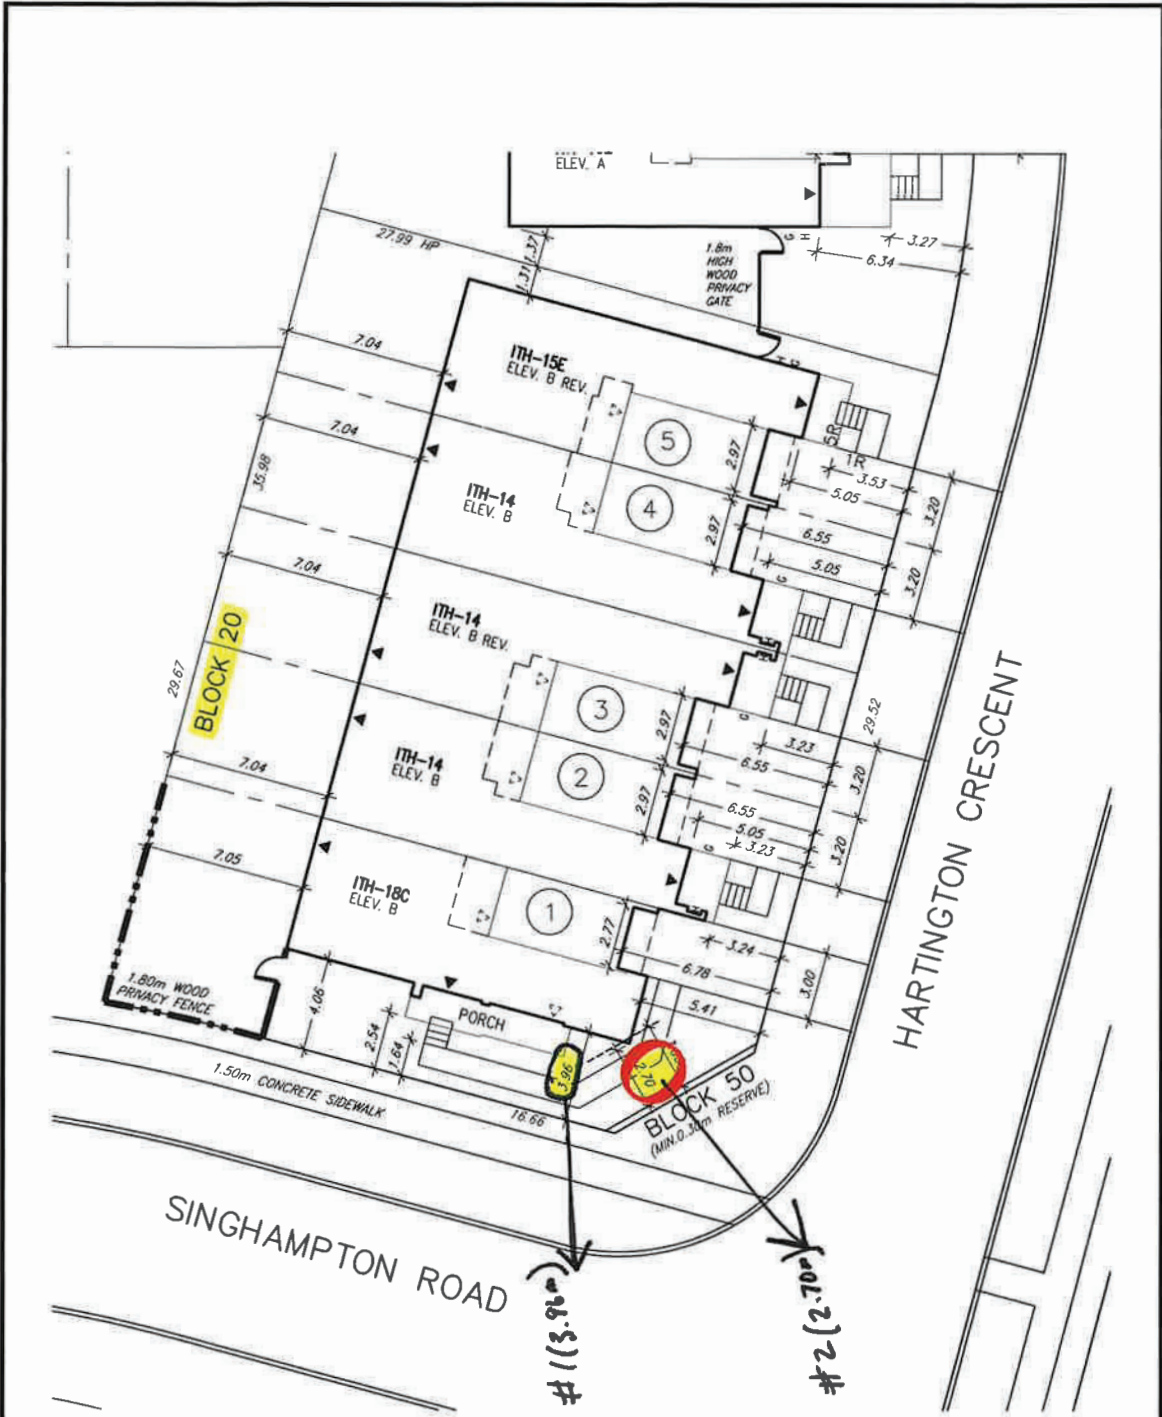 ELEV. A
27.99 HP
1.37
1.31
1.8m
HIGH
WOOD
PRIVACY
GATE
G
H
3.27
6.34
7.04
ITH-15E
ELEV. B REV.
5
2.97
5R
1R
3.53
5.05
3.20
7.04
35.98
ITH-14
ELEV. B
4
2.97
6.55
5.05
3.20
G
7.04
ITH-14
ELEV. B REV.
BLOCK 20
29.67
3
2.97
G
3.23
6.55
29.52
3.20
HARTINGTON CRESCENT
7.04
ITH-14
ELEV. B
2
2.97
6.55
5.05
3.23
G
3.20
7.05
ITH-18C
ELEV. B
1
2.77
3.24
6.78
3.00
5.41
1.80m WOOD
PRIVACY FENCE
4.06
2.54
1.64
PORCH
3.96
2.70
BLOCK 50
(MIN.0.30m RESERVE)
1.50m CONCRETE SIDEWALK
16.66
SINGHAMPTON ROAD
#1(3.96m)
#2(2.70m)